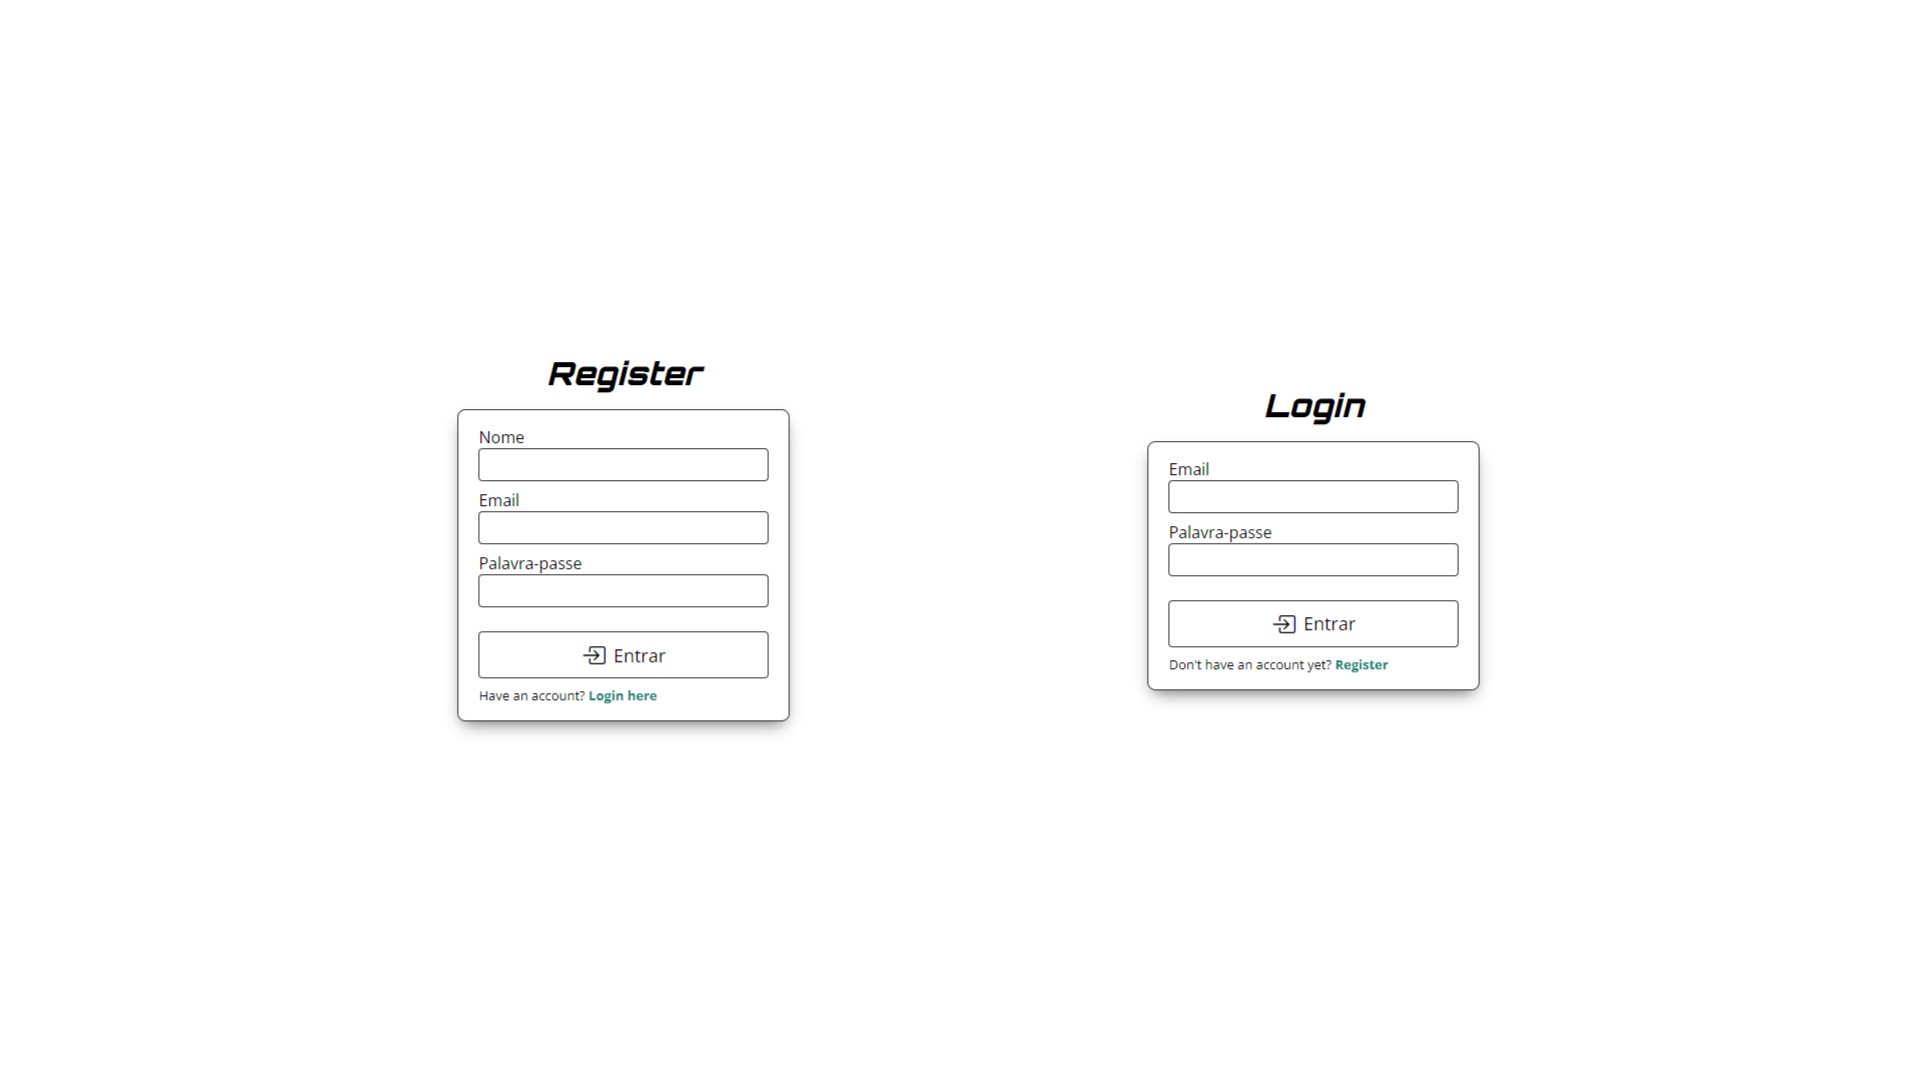 Register
Nome
Email
Palavra-passe
Entrar
Have an account? Login here
Login
Email
Palavra-passe
Entrar
Don't have an account yet? Register